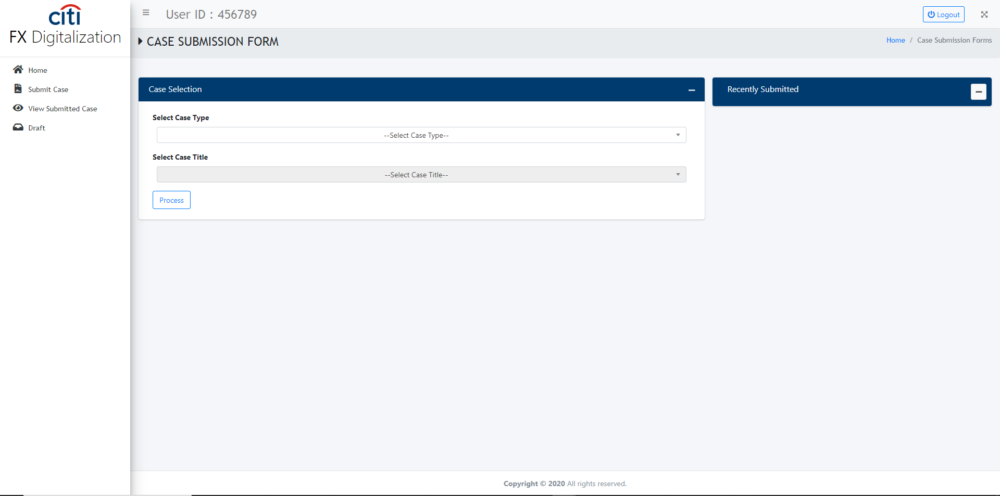 citi
FX Digitalization
Home
Submit Case
View Submitted Case
Draft
User ID : 456789
Logout
CASE SUBMISSION FORM
Home / Case Submission Forms
Case Selection
Select Case Type
--Select Case Type--
Select Case Title
--Select Case Title--
Process
Recently Submitted
Copyright © 2020 All rights reserved.